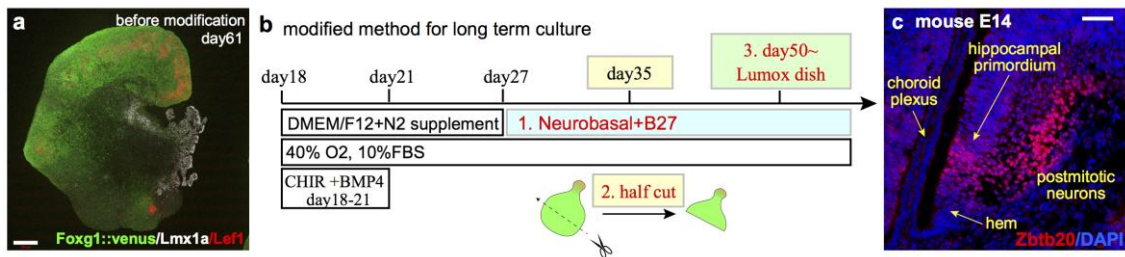 a
before modification
day61
Foxg1::venus/Lmx1a/Lef1
b modified method for long term culture
day18
day21
day27
day35
3. day50~
Lumox dish
DMEM/F12+N2 supplement
1. Neurobasal+B27
40% O2, 10%FBS
CHIR +BMP4
day18-21
2. half cut
c mouse E14
hippocampal
primordium
choroid
plexus
postmitotic
neurons
hem
Zbtb20/DAPI